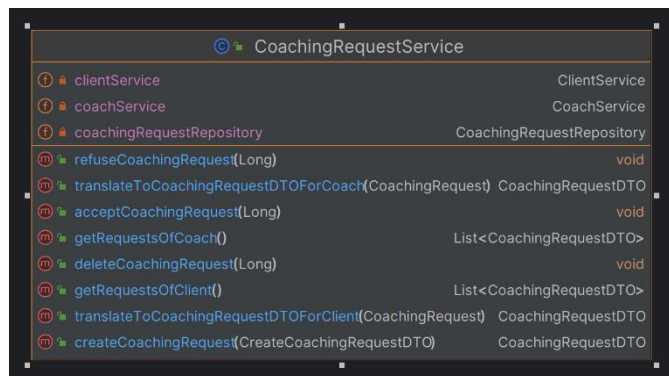 CoachingRequestService
clientService ClientService
coachService CoachService
coachingRequestRepository CoachingRequestRepository
refuseCoachingRequest(Long) void
translateToCoachingRequestDTOForCoach(CoachingRequest) CoachingRequestDTO
acceptCoachingRequest(Long) void
getRequestsOfCoach() List<CoachingRequestDTO>
deleteCoachingRequest(Long) void
getRequestsOfClient() List<CoachingRequestDTO>
translateToCoachingRequestDTOForClient(CoachingRequest) CoachingRequestDTO
createCoachingRequest(CreateCoachingRequestDTO) CoachingRequestDTO